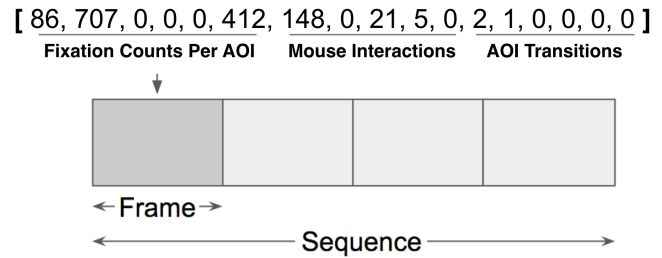 [ 86, 707, 0, 0, 0, 412, 148, 0, 21, 5, 0, 2, 1, 0, 0, 0, 0 ]
Fixation Counts Per AOI Mouse Interactions AOI Transitions
Frame
Sequence